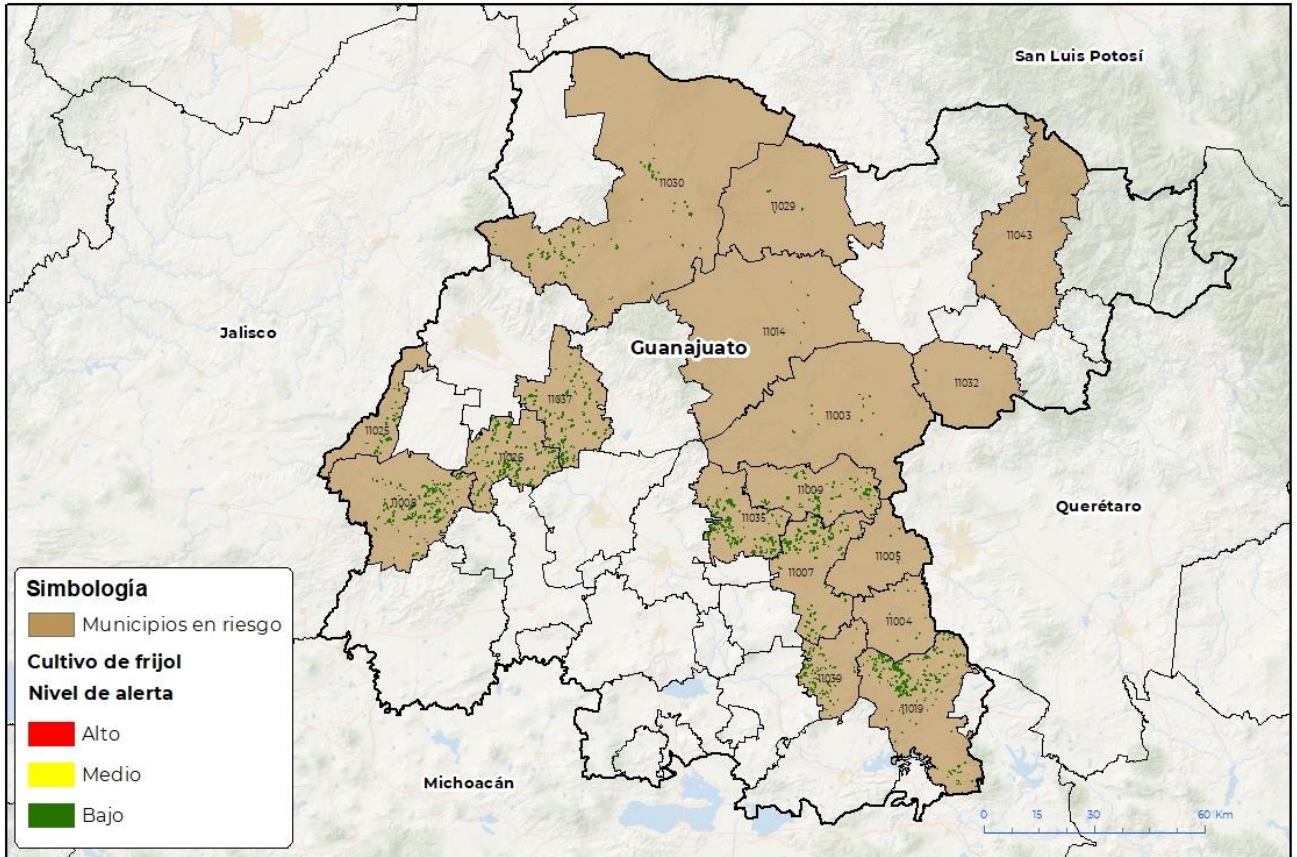 San Luis Potosí
11030
11029
11043
Jalisco
Guanajuato
11014
11032
11037
11003
11025
11026
11009
11008
11035
Querétaro
11005
11007
11004
11039
11019
Michoacán
Simbología
Municipios en riesgo
Cultivo de frijol
Nivel de alerta
Alto
Medio
Bajo
0 15 30 60 Km